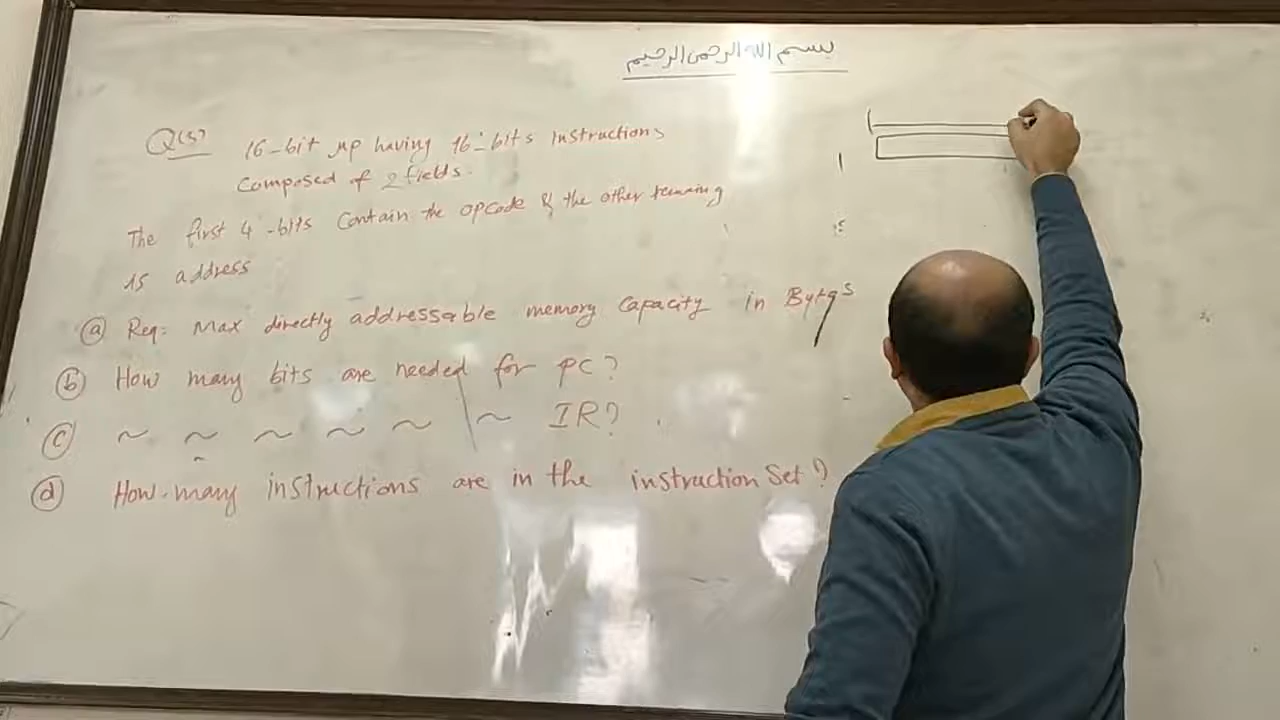 بسم الله الرحمن الرحيم
Q(5) 16-bit μp having 16-bits instructions
composed of 2 fields.
The first 4-bits contain the opcode & the other remaing
is address
ⓐ Req: Max directly addressable memory capacity in Bytes
ⓑ How many bits are needed for PC?
ⓒ ~ ~ ~ ~ ~ ~ IR?
ⓓ How many instructions are in the instruction set?